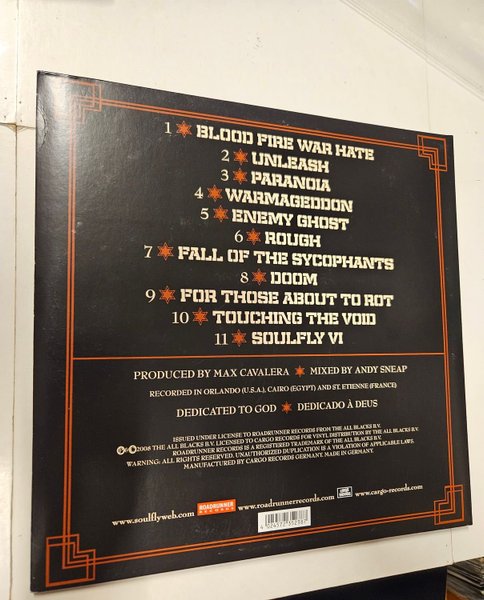 1 ✶ BLOOD FIRE WAR HATE
2 ✶ UNLEASH
3 ✶ PARANOIA
4 ✶ WARMAGEDDON
5 ✶ ENEMY GHOST
6 ✶ ROUGH
7 ✶ FALL OF THE SYCOPHANTS
8 ✶ DOOM
9 ✶ FOR THOSE ABOUT TO ROT
10 ✶ TOUCHING THE VOID
11 ✶ SOULFLY VI
PRODUCED BY MAX CAVALERA ✶ MIXED BY ANDY SNEAP
RECORDED IN ORLANDO (U.S.A.), CAIRO (EGYPT) AND ST. ETIENNE (FRANCE)
DEDICATED TO GOD ✶ DEDICADO À DEUS
ISSUED UNDER LICENSE TO ROADRUNNER RECORDS FROM THE ALL BLACKS B.V.
℗&© 2008 THE ALL BLACKS B.V. LICENSED TO CARGO RECORDS FOR VINYL DISTRIBUTION BY THE ALL BLACKS B.V.
ROADRUNNER RECORDS IS A REGISTERED TRADEMARK OF THE ALL BLACKS B.V.
WARNING: ALL RIGHTS RESERVED. UNAUTHORIZED DUPLICATION IS A VIOLATION OF APPLICABLE LAWS.
MANUFACTURED BY CARGO RECORDS GERMANY. MADE IN GERMANY.
www.soulflyweb.com ROADRUNNER RECORDS www.roadrunnerrecords.com www.cargo-records.com